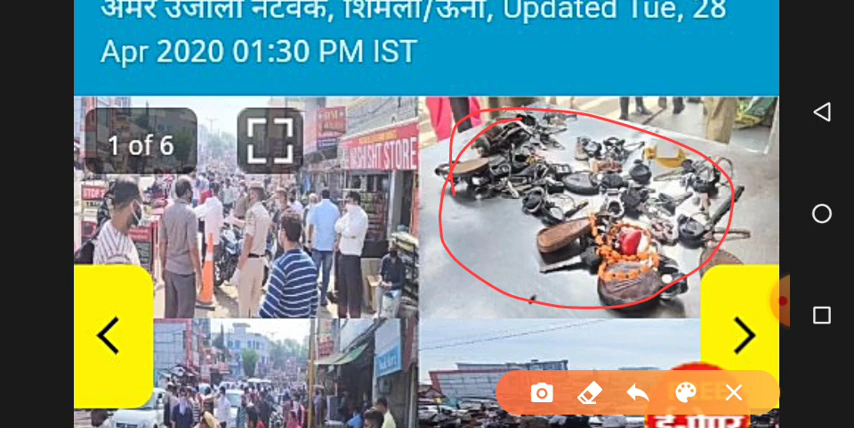 अमर उजाला नेटवर्क, शिमला/ऊना, Updated Tue, 28
Apr 2020 01:30 PM IST
1 of 6
STORE